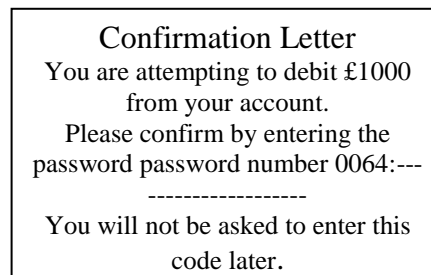 Confirmation Letter
You are attempting to debit £1000
from your account.
Please confirm by entering the
password password number 0064:---
------------------
You will not be asked to enter this
code later.